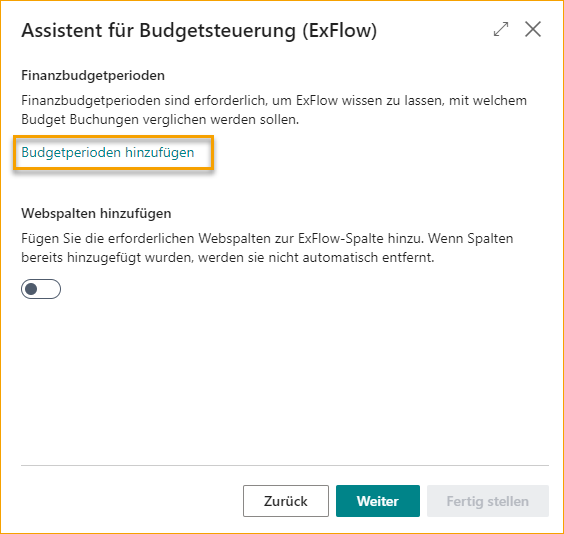 Assistent für Budgetsteuerung (ExFlow)
Finanzbudgetperioden
Finanzbudgetperioden sind erforderlich, um ExFlow wissen zu lassen, mit welchem
Budget Buchungen verglichen werden sollen.
Budgetperioden hinzufügen
Webspalten hinzufügen
Fügen Sie die erforderlichen Webspalten zur ExFlow-Spalte hinzu. Wenn Spalten
bereits hinzugefügt wurden, werden sie nicht automatisch entfernt.
Zurück
Weiter
Fertig stellen